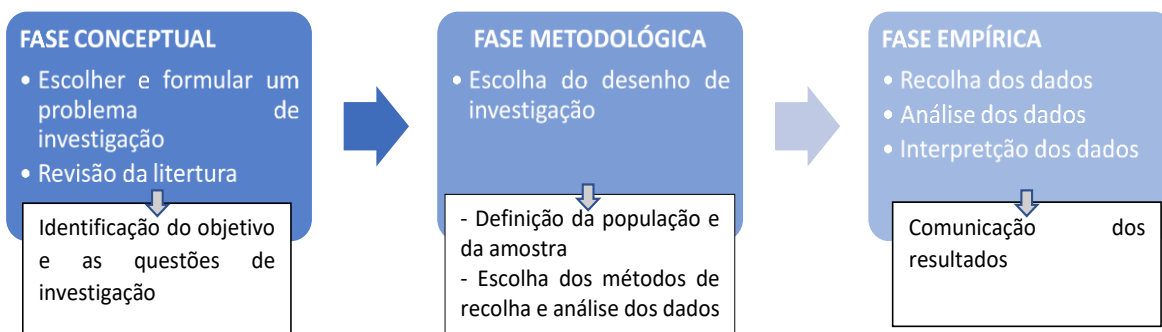 FASE CONCEPTUAL
• Escolher e formular um
problema de
investigação
• Revisão da litertura
Identificação do objetivo
e as questões de
investigação
FASE METODOLÓGICA
• Escolha do desenho de
investigação
- Definição da população e
da amostra
- Escolha dos métodos de
recolha e análise dos dados
FASE EMPÍRICA
• Recolha dos dados
• Análise dos dados
• Interpretção dos dados
Comunicação dos
resultados